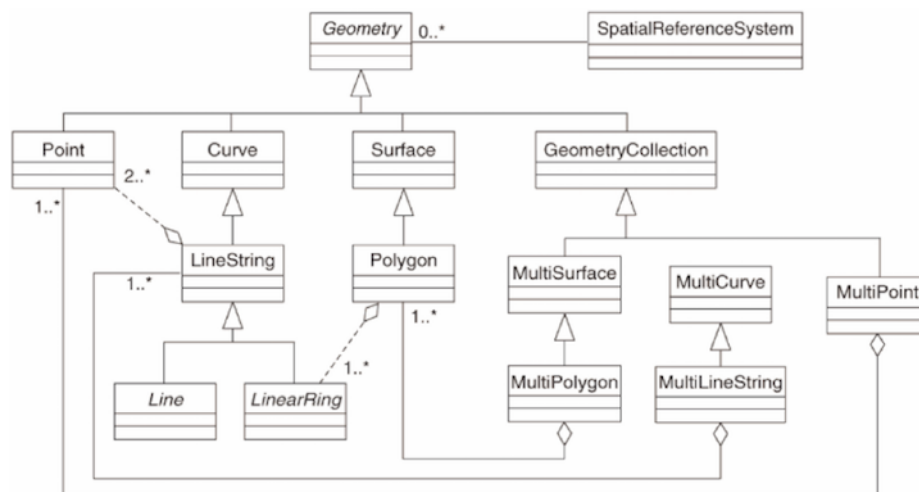 Geometry
0..*
SpatialReferenceSystem
Point
Curve
Surface
GeometryCollection
2..*
1..*
LineString
Polygon
MultiSurface
MultiCurve
MultiPoint
1..*
1..*
1..*
Line
LinearRing
MultiPolygon
MultiLineString